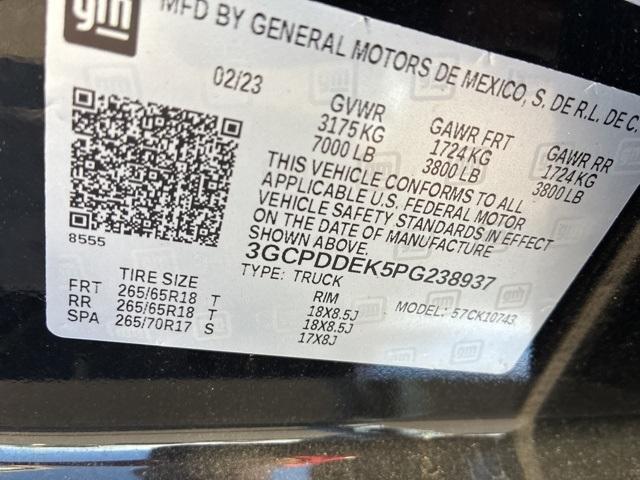 gm
MFD BY GENERAL MOTORS DE MEXICO, S. DE R.L. DE C.
02/23
GVWR GAWR FRT GAWR RR
3175 KG 1724 KG 1724 KG
7000 LB 3800 LB 3800 LB
THIS VEHICLE CONFORMS TO ALL
APPLICABLE U.S. FEDERAL MOTOR
VEHICLE SAFETY STANDARDS IN EFFECT
ON THE DATE OF MANUFACTURE
SHOWN ABOVE.
8555
3GCPDDEK5PG238937
TYPE: TRUCK MODEL: 57CK10743
TIRE SIZE RIM
FRT 265/65R18 T 18X8.5J
RR 265/65R18 T 18X8.5J
SPA 265/70R17 S 17X8J